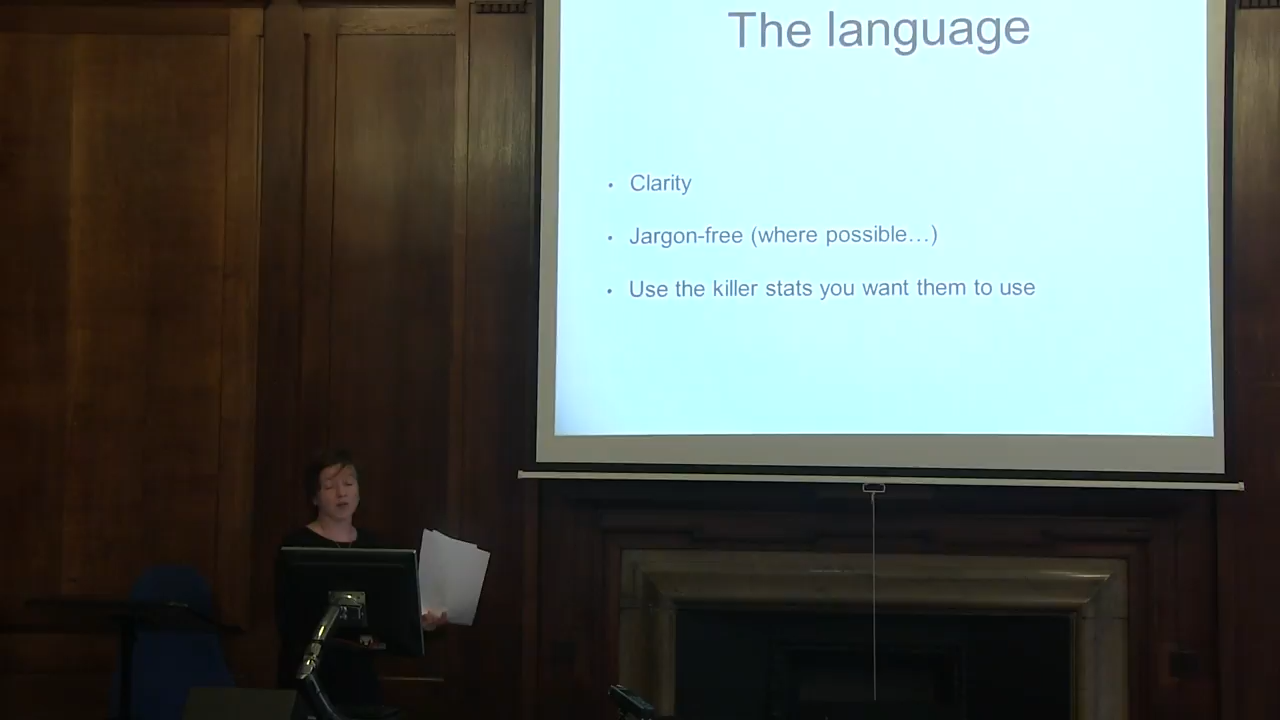 The language
• Clarity
• Jargon-free (where possible…)
• Use the killer stats you want them to use